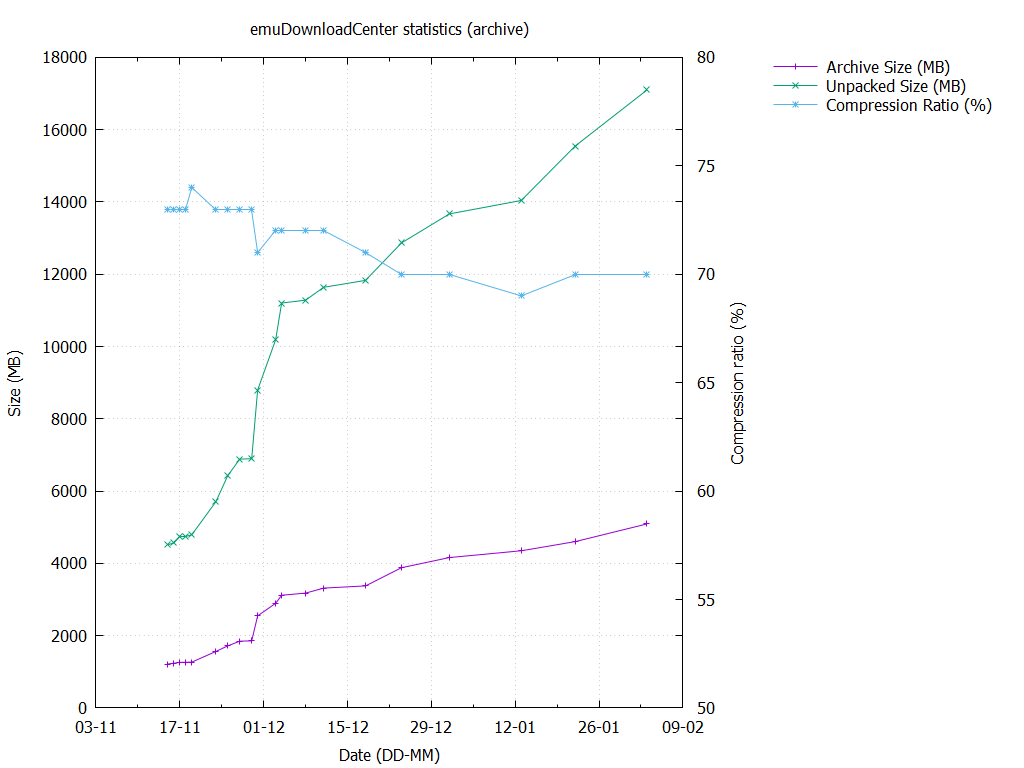 emuDownloadCenter statistics (archive)
Archive Size (MB)
Unpacked Size (MB)
Compression Ratio (%)
18000
16000
14000
12000
10000
8000
6000
4000
2000
0
Size (MB)
80
75
70
65
60
55
50
Compression ratio (%)
03-11 17-11 01-12 15-12 29-12 12-01 26-01 09-02
Date (DD-MM)